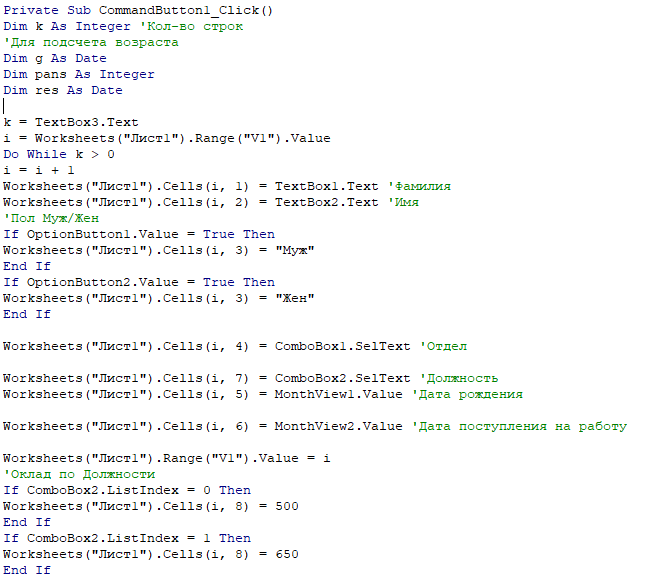 Private Sub CommandButton1_Click()
Dim k As Integer 'Кол-во строк
'Для подсчета возраста
Dim g As Date
Dim pans As Integer
Dim res As Date
k = TextBox3.Text
i = Worksheets("Лист1").Range("V1").Value
Do While k > 0
i = i + 1
Worksheets("Лист1").Cells(i, 1) = TextBox1.Text 'Фамилия
Worksheets("Лист1").Cells(i, 2) = TextBox2.Text 'Имя
'Пол Муж/Жен
If OptionButton1.Value = True Then
Worksheets("Лист1").Cells(i, 3) = "Муж"
End If
If OptionButton2.Value = True Then
Worksheets("Лист1").Cells(i, 3) = "Жен"
End If
Worksheets("Лист1").Cells(i, 4) = ComboBox1.SelText 'Отдел
Worksheets("Лист1").Cells(i, 7) = ComboBox2.SelText 'Должность
Worksheets("Лист1").Cells(i, 5) = MonthView1.Value 'Дата рождения
Worksheets("Лист1").Cells(i, 6) = MonthView2.Value 'Дата поступления на работу
Worksheets("Лист1").Range("V1").Value = i
'Оклад по Должности
If ComboBox2.ListIndex = 0 Then
Worksheets("Лист1").Cells(i, 8) = 500
End If
If ComboBox2.ListIndex = 1 Then
Worksheets("Лист1").Cells(i, 8) = 650
End If